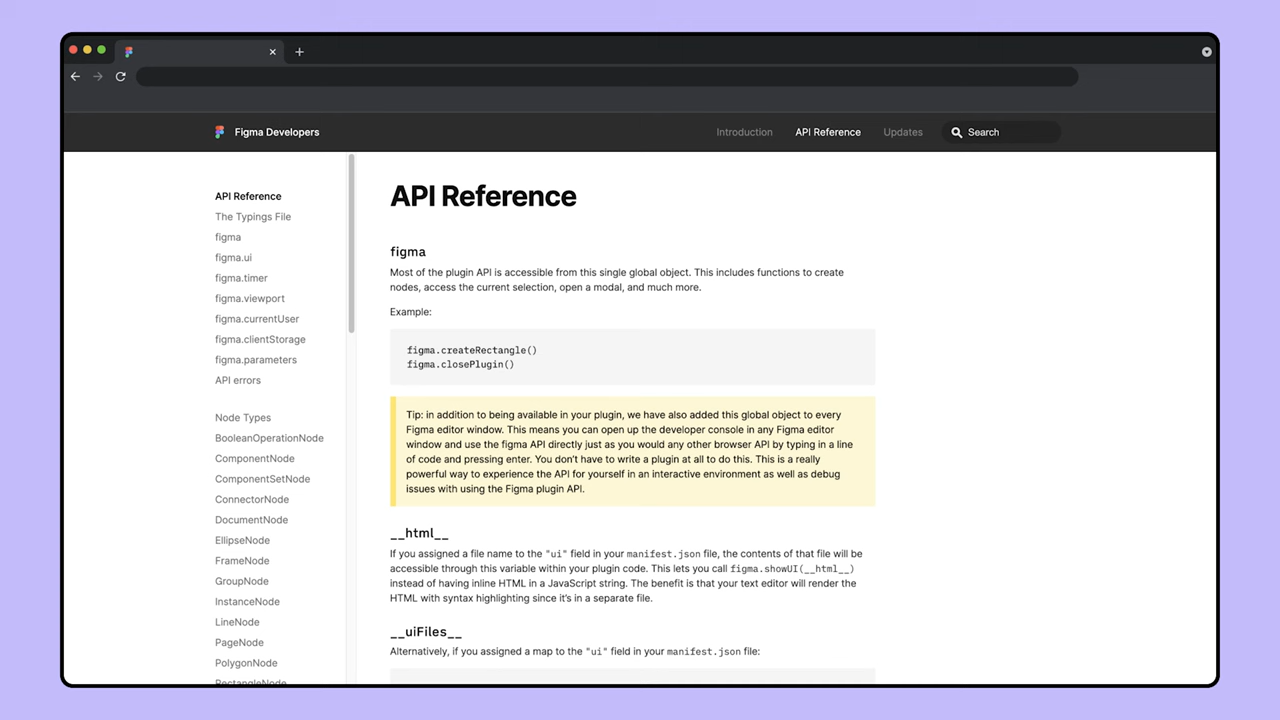 Figma Developers
Introduction
API Reference
Updates
Search
API Reference
The Typings File
figma
figma.ui
figma.timer
figma.viewport
figma.currentUser
figma.clientStorage
figma.parameters
API errors
Node Types
BooleanOperationNode
ComponentNode
ComponentSetNode
ConnectorNode
DocumentNode
EllipseNode
FrameNode
GroupNode
InstanceNode
LineNode
PageNode
PolygonNode
RectangleNode
API Reference
figma
Most of the plugin API is accessible from this single global object. This includes functions to create
nodes, access the current selection, open a modal, and much more.
Example:
figma.createRectangle()
figma.closePlugin()
Tip: in addition to being available in your plugin, we have also added this global object to every
Figma editor window. This means you can open up the developer console in any Figma editor
window and use the figma API directly just as you would any other browser API by typing in a line
of code and pressing enter. You don’t have to write a plugin at all to do this. This is a really
powerful way to experience the API for yourself in an interactive environment as well as debug
issues with using the Figma plugin API.
__html__
If you assigned a file name to the "ui" field in your manifest.json file, the contents of that file will be
accessible through this variable within your plugin code. This lets you call figma.showUI(__html__)
instead of having inline HTML in a JavaScript string. The benefit is that your text editor will render the
HTML with syntax highlighting since it’s in a separate file.
__uiFiles__
Alternatively, if you assigned a map to the "ui" field in your manifest.json file: